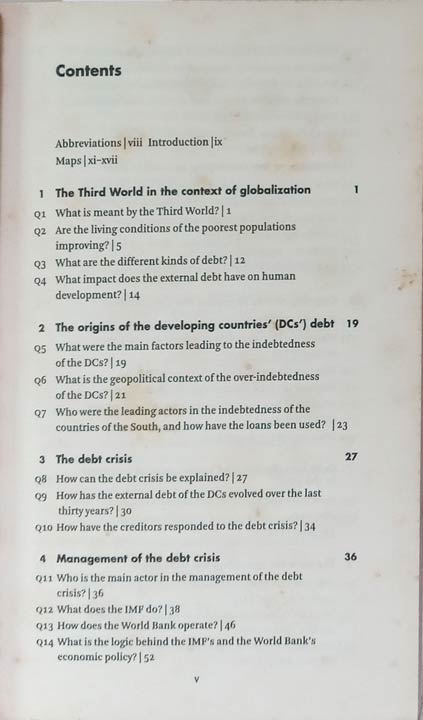 Contents
Abbreviations | viii Introduction | ix
Maps | xi–xvii
1 The Third World in the context of globalization 1
Q1 What is meant by the Third World? | 1
Q2 Are the living conditions of the poorest populations
improving? | 5
Q3 What are the different kinds of debt? | 12
Q4 What impact does the external debt have on human
development? | 14
2 The origins of the developing countries' (DCs') debt 19
Q5 What were the main factors leading to the indebtedness
of the DCs? | 19
Q6 What is the geopolitical context of the over-indebtedness
of the DCs? | 21
Q7 Who were the leading actors in the indebtedness of the
countries of the South, and how have the loans been used? | 23
3 The debt crisis 27
Q8 How can the debt crisis be explained? | 27
Q9 How has the external debt of the DCs evolved over the last
thirty years? | 30
Q10 How have the creditors responded to the debt crisis? | 34
4 Management of the debt crisis 36
Q11 Who is the main actor in the management of the debt
crisis? | 36
Q12 What does the IMF do? | 38
Q13 How does the World Bank operate? | 46
Q14 What is the logic behind the IMF's and the World Bank's
economic policy? | 52
v